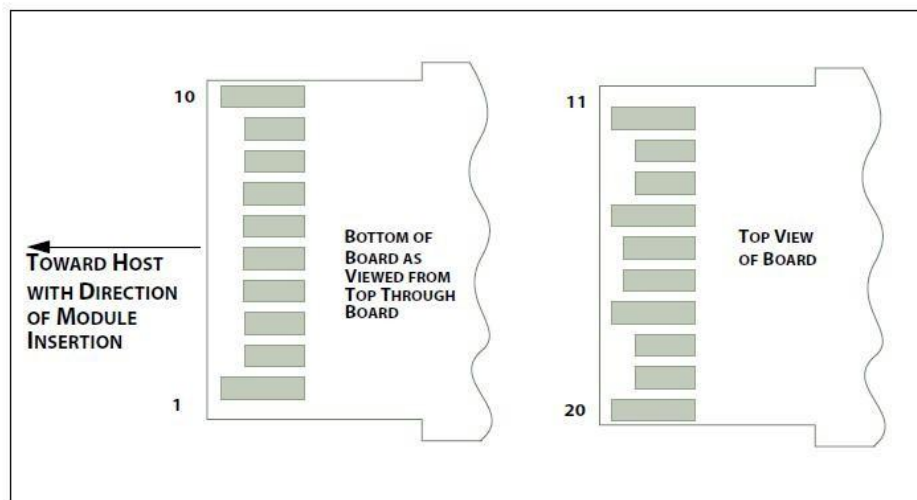 10
1
TOWARD HOST
WITH DIRECTION
OF MODULE
INSERTION
BOTTOM OF
BOARD AS
VIEWED FROM
TOP THROUGH
BOARD
11
20
TOP VIEW
OF BOARD